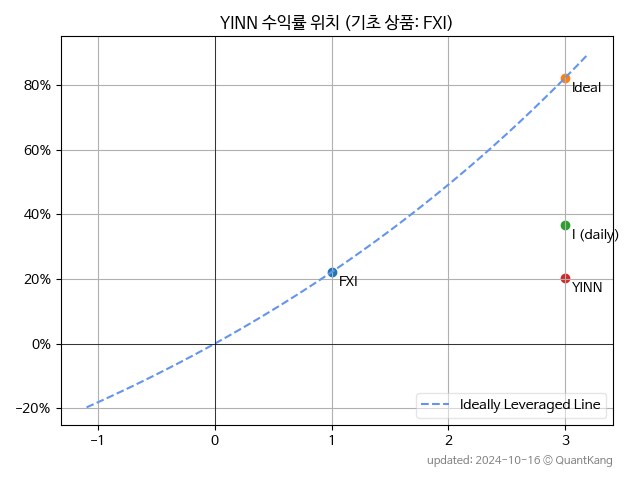 YINN 수익률 위치 (기초 상품: FXI)
80%
60%
40%
20%
0%
−20%
Ideal
I (daily)
FXI
YINN
Ideally Leveraged Line
−1
0
1
2
3
updated: 2024-10-16 © QuantKang